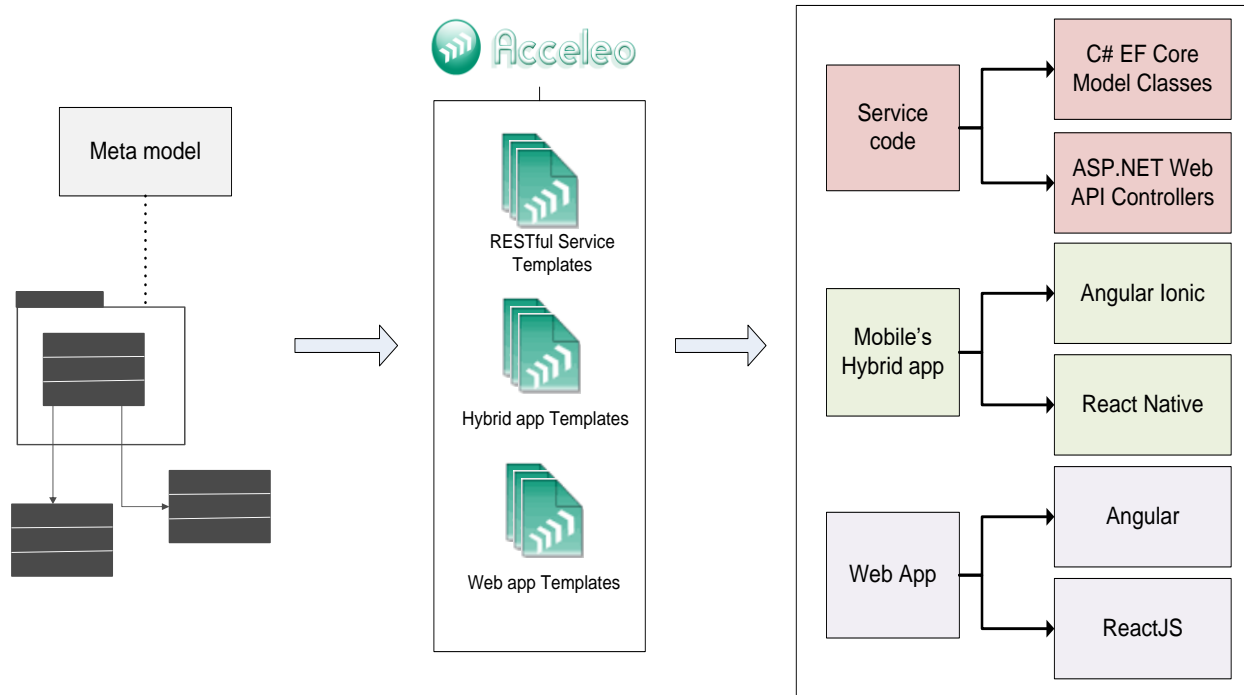 Acceleo
Meta model
RESTful Service
Templates
Hybrid app Templates
Web app Templates
Service
code
C# EF Core
Model Classes
ASP.NET Web
API Controllers
Mobile's
Hybrid app
Angular Ionic
React Native
Web App
Angular
ReactJS